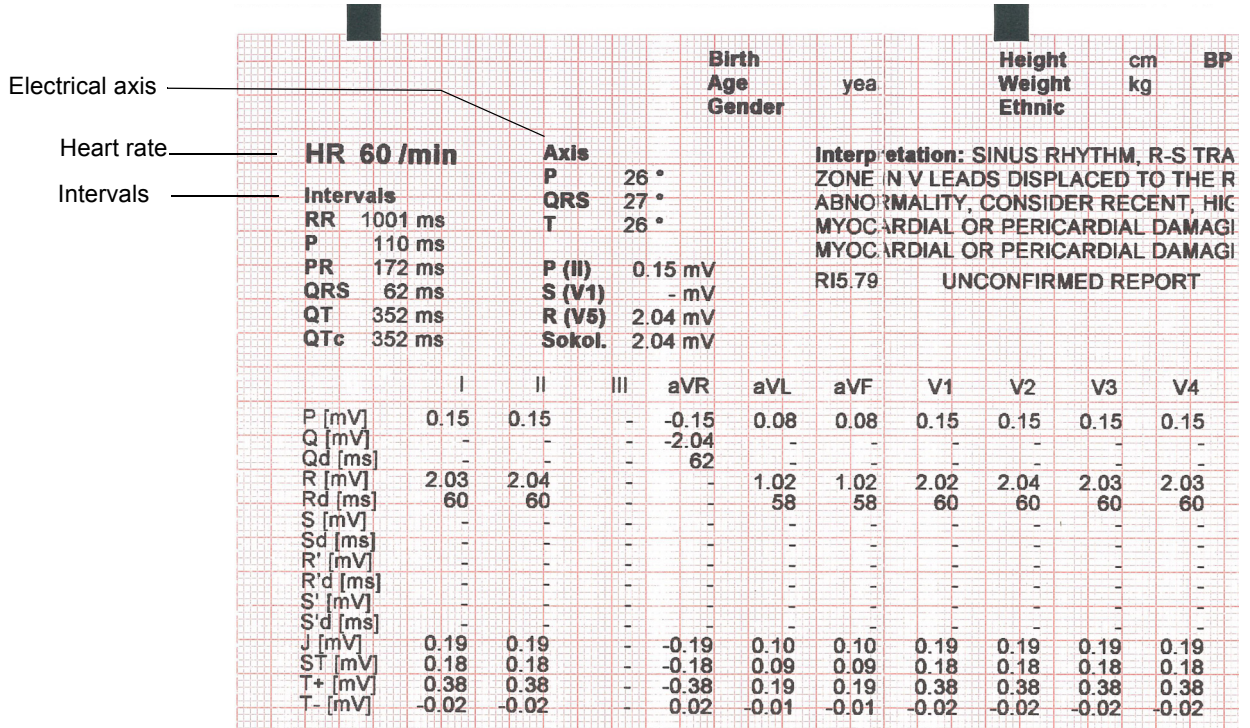 Birth Height cm BP
Electrical axis Age yea Weight kg
Gender Ethnic
Heart rate HR 60 /min Axis Interpretation: SINUS RHYTHM, R-S TRA
P 26 ° ZONE IN V LEADS DISPLACED TO THE R
Intervals Intervals QRS 27 ° ABNORMALITY, CONSIDER RECENT, HIG
RR 1001 ms T 26 ° MYOCARDIAL OR PERICARDIAL DAMAGI
P 110 ms MYOCARDIAL OR PERICARDIAL DAMAGI
PR 172 ms P (II) 0.15 mV RI5.79 UNCONFIRMED REPORT
QRS 62 ms S (V1) - mV
QT 352 ms R (V5) 2.04 mV
QTc 352 ms Sokol. 2.04 mV
I II III aVR aVL aVF V1 V2 V3 V4
P [mV] 0.15 0.15 - -0.15 0.08 0.08 0.15 0.15 0.15 0.15
Q [mV] - - - -2.04 - - - - - -
Qd [ms] - - - 62 - - - - - -
R [mV] 2.03 2.04 - - 1.02 1.02 2.02 2.04 2.03 2.03
Rd [ms] 60 60 - - 58 58 60 60 60 60
S [mV] - - - - - - - - - -
Sd [ms] - - - - - - - - - -
R' [mV] - - - - - - - - - -
R'd [ms] - - - - - - - - - -
S' [mV] - - - - - - - - - -
S'd [ms] - - - - - - - - - -
J [mV] 0.19 0.19 - -0.19 0.10 0.10 0.19 0.19 0.19 0.19
ST [mV] 0.18 0.18 - -0.18 0.09 0.09 0.18 0.18 0.18 0.18
T+ [mV] 0.38 0.38 - -0.38 0.19 0.19 0.38 0.38 0.38 0.38
T- [mV] -0.02 -0.02 - 0.02 -0.01 -0.01 -0.02 -0.02 -0.02 -0.02